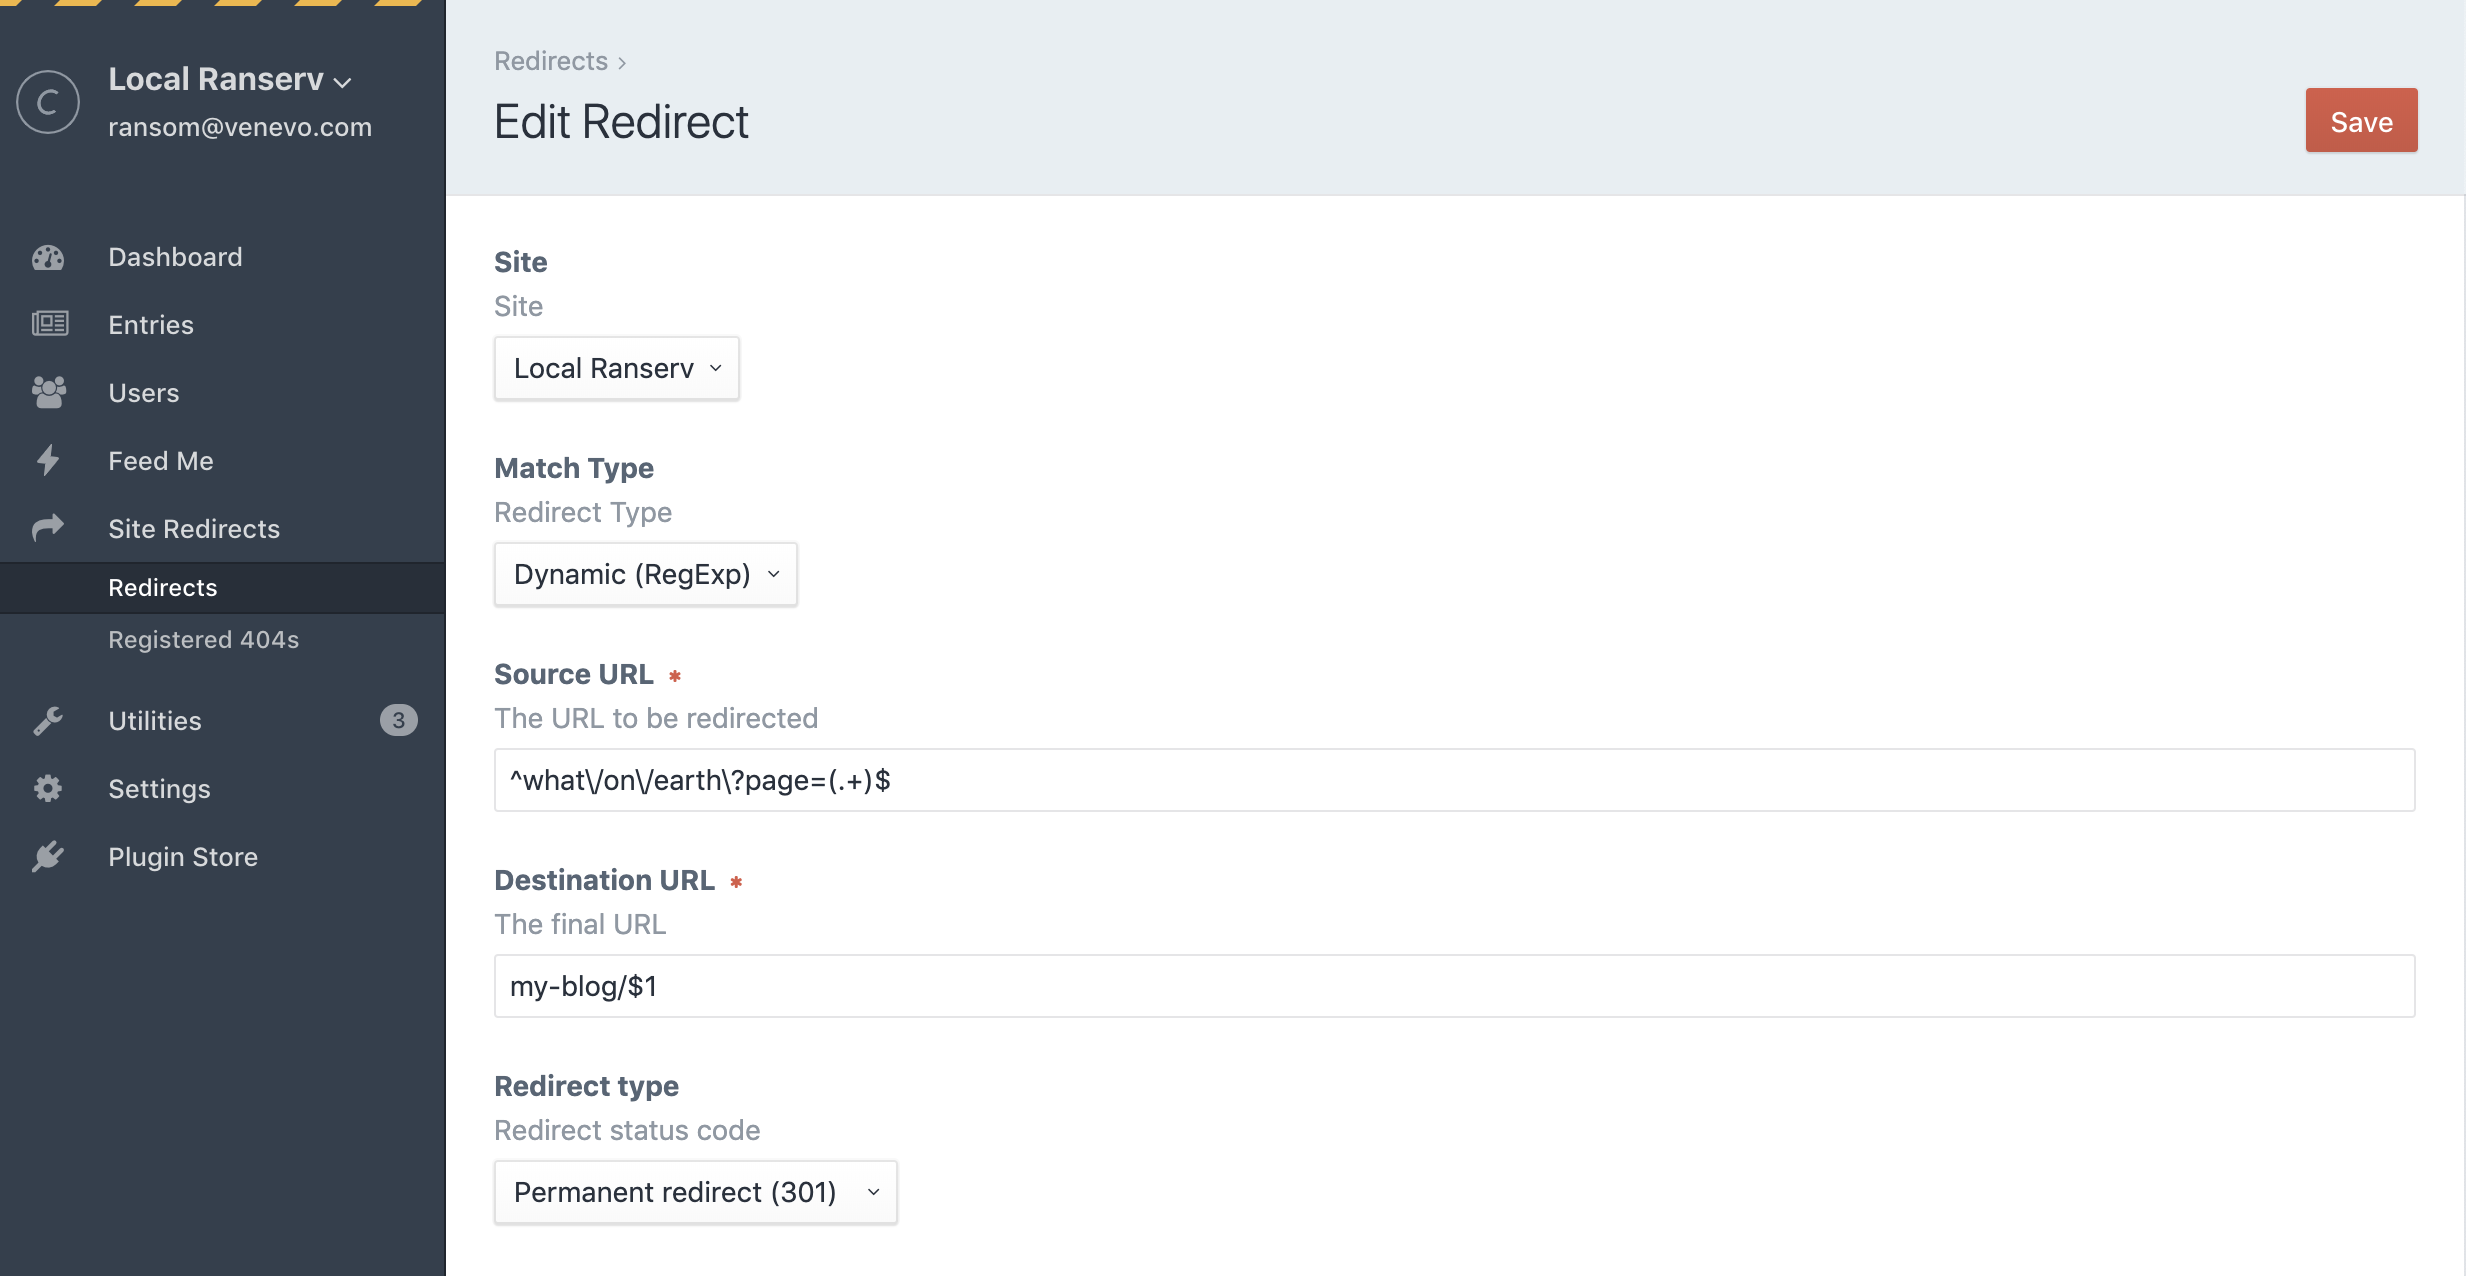 Local Ranserv
ransom@venevo.com
C
Dashboard
Entries
Users
Feed Me
Site Redirects
Redirects
Registered 404s
Utilities 3
Settings
Plugin Store
Redirects ›
Edit Redirect
Save
Site
Site
Local Ranserv
Match Type
Redirect Type
Dynamic (RegExp)
Source URL *
The URL to be redirected
^what\/on\/earth\?page=(.+)$
Destination URL *
The final URL
my-blog/$1
Redirect type
Redirect status code
Permanent redirect (301)